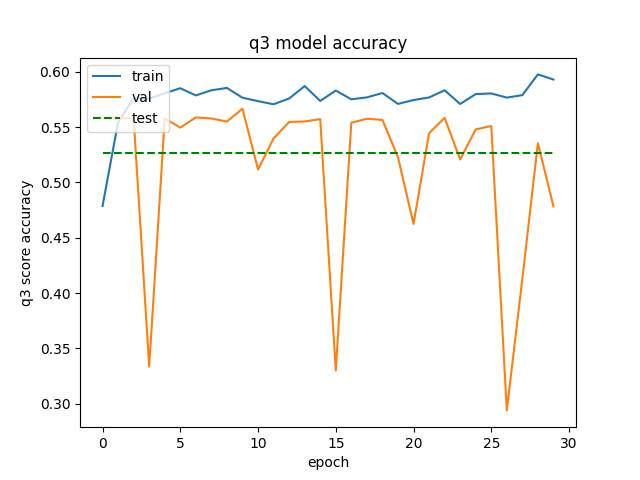 q3 model accuracy
train
val
test
q3 score accuracy
0.60
0.55
0.50
0.45
0.40
0.35
0.30
0 5 10 15 20 25 30
epoch